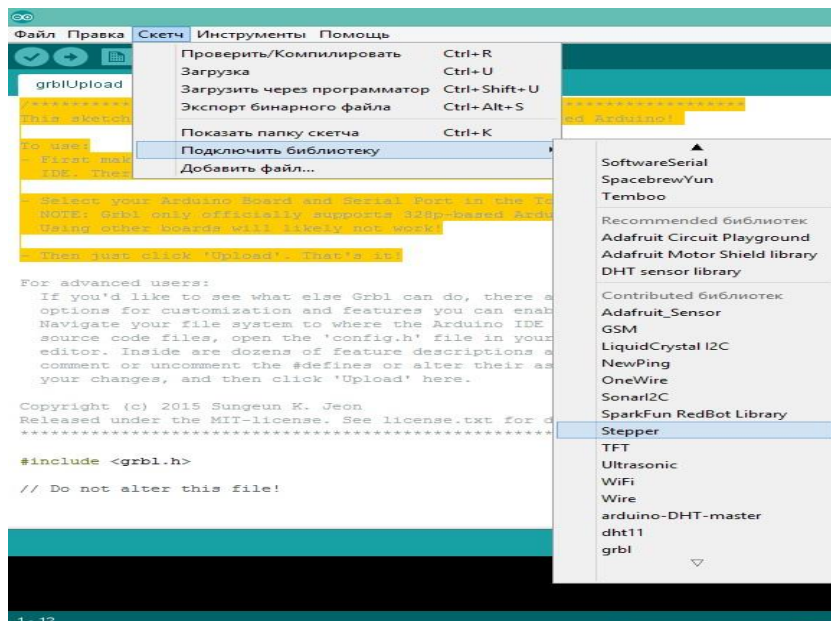 Файл Правка Скетч Инструменты Помощь
Проверить/Компилировать Ctrl+R
Загрузка Ctrl+U
Загрузить через программатор Ctrl+Shift+U
Экспорт бинарного файла Ctrl+Alt+S
Показать папку скетча Ctrl+K
Подключить библиотеку
Добавить файл...
grblUpload
/***********
This sketch
ed Arduino!
To use:
- First mak
IDE. Ther
- Select your Arduino Board and Serial Port in the To
NOTE: Grbl only officially supports 328p-based Ardu
Using other boards will likely not work!
- Then just click 'Upload'. That's it!
For advanced users:
If you'd like to see what else Grbl can do, there a
options for customization and features you can enab
Navigate your file system to where the Arduino IDE
source code files, open the 'config.h' file in your
editor. Inside are dozens of feature descriptions a
comment or uncomment the #defines or alter their as
your changes, and then click 'Upload' here.
Copyright (c) 2015 Sungeun K. Jeon
Released under the MIT-license. See license.txt for d
#include <grbl.h>
// Do not alter this file!
SoftwareSerial
SpacebrewYun
Temboo
Recommended библиотек
Adafruit Circuit Playground
Adafruit Motor Shield library
DHT sensor library
Contributed библиотек
Adafruit_Sensor
GSM
LiquidCrystal I2C
NewPing
OneWire
SonarI2C
SparkFun RedBot Library
Stepper
TFT
Ultrasonic
WiFi
Wire
arduino-DHT-master
dht11
grbl
1 - 13